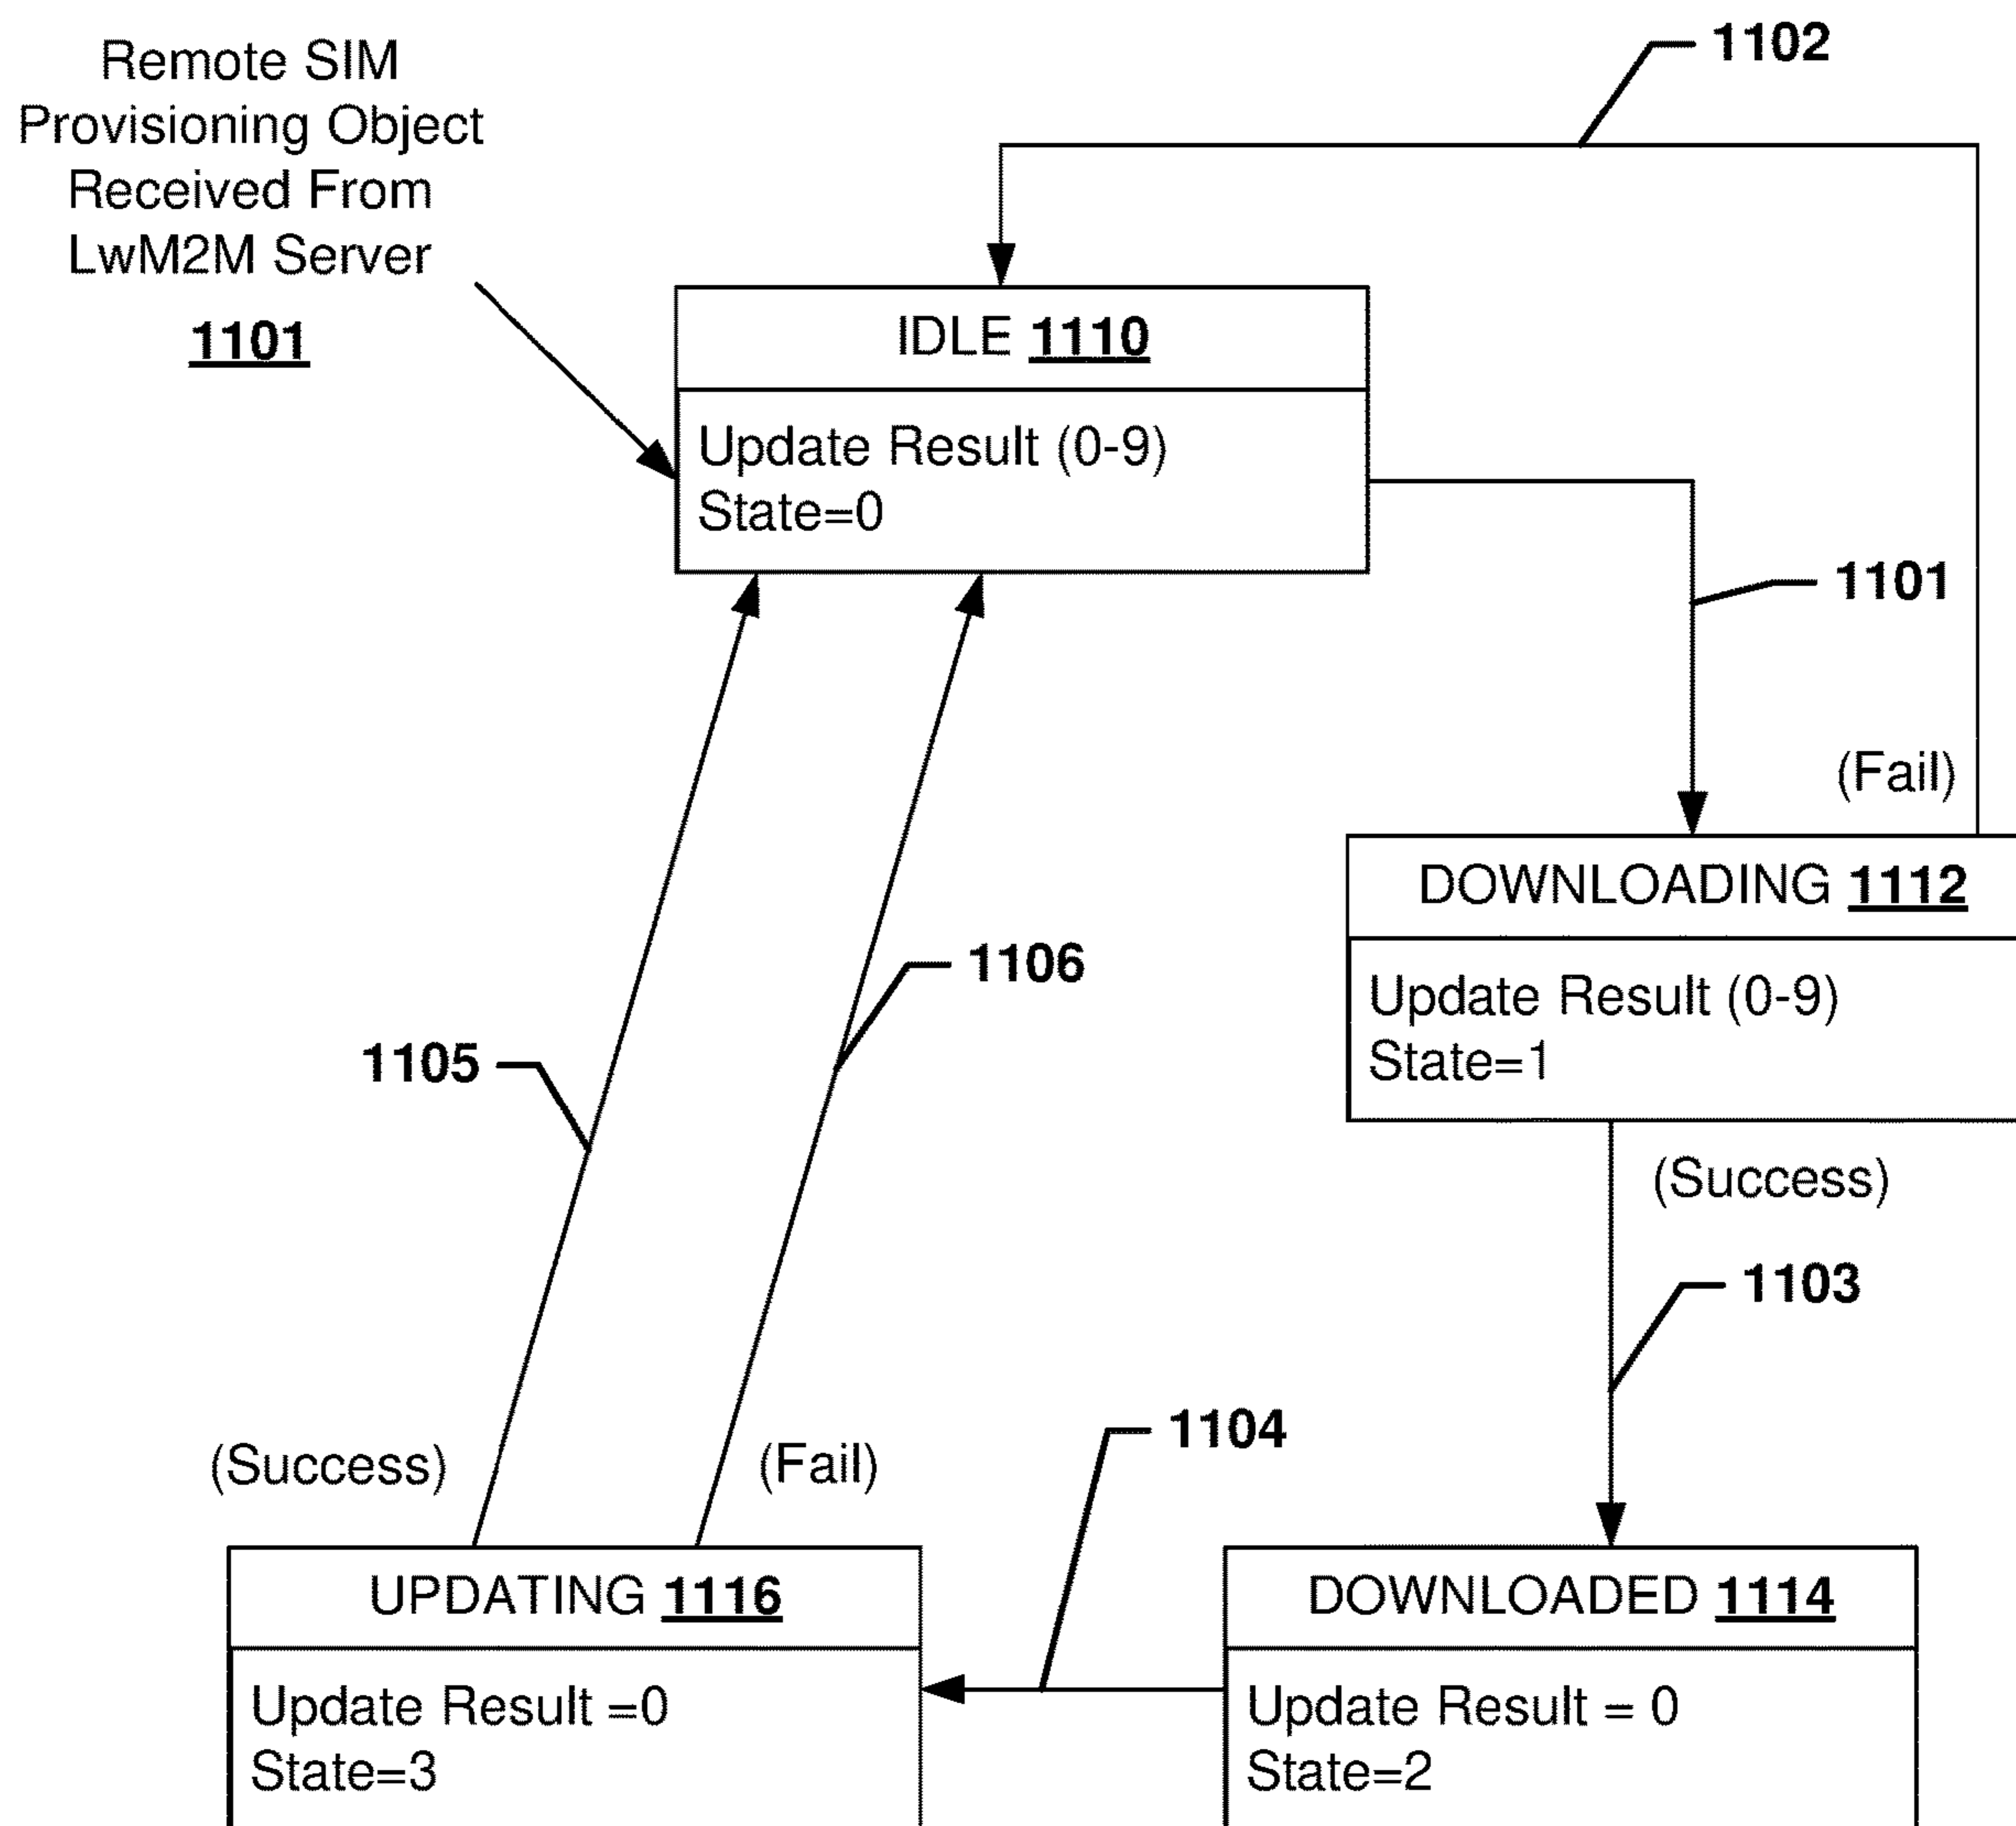 Remote SIM
Provisioning Object
Received From
LwM2M Server
1101
1102
IDLE 1110
Update Result (0-9)
State=0
1101
(Fail)
DOWNLOADING 1112
Update Result (0-9)
State=1
1106
1105
(Success)
1103
1104
(Success)
(Fail)
UPDATING 1116
Update Result =0
State=3
DOWNLOADED 1114
Update Result = 0
State=2